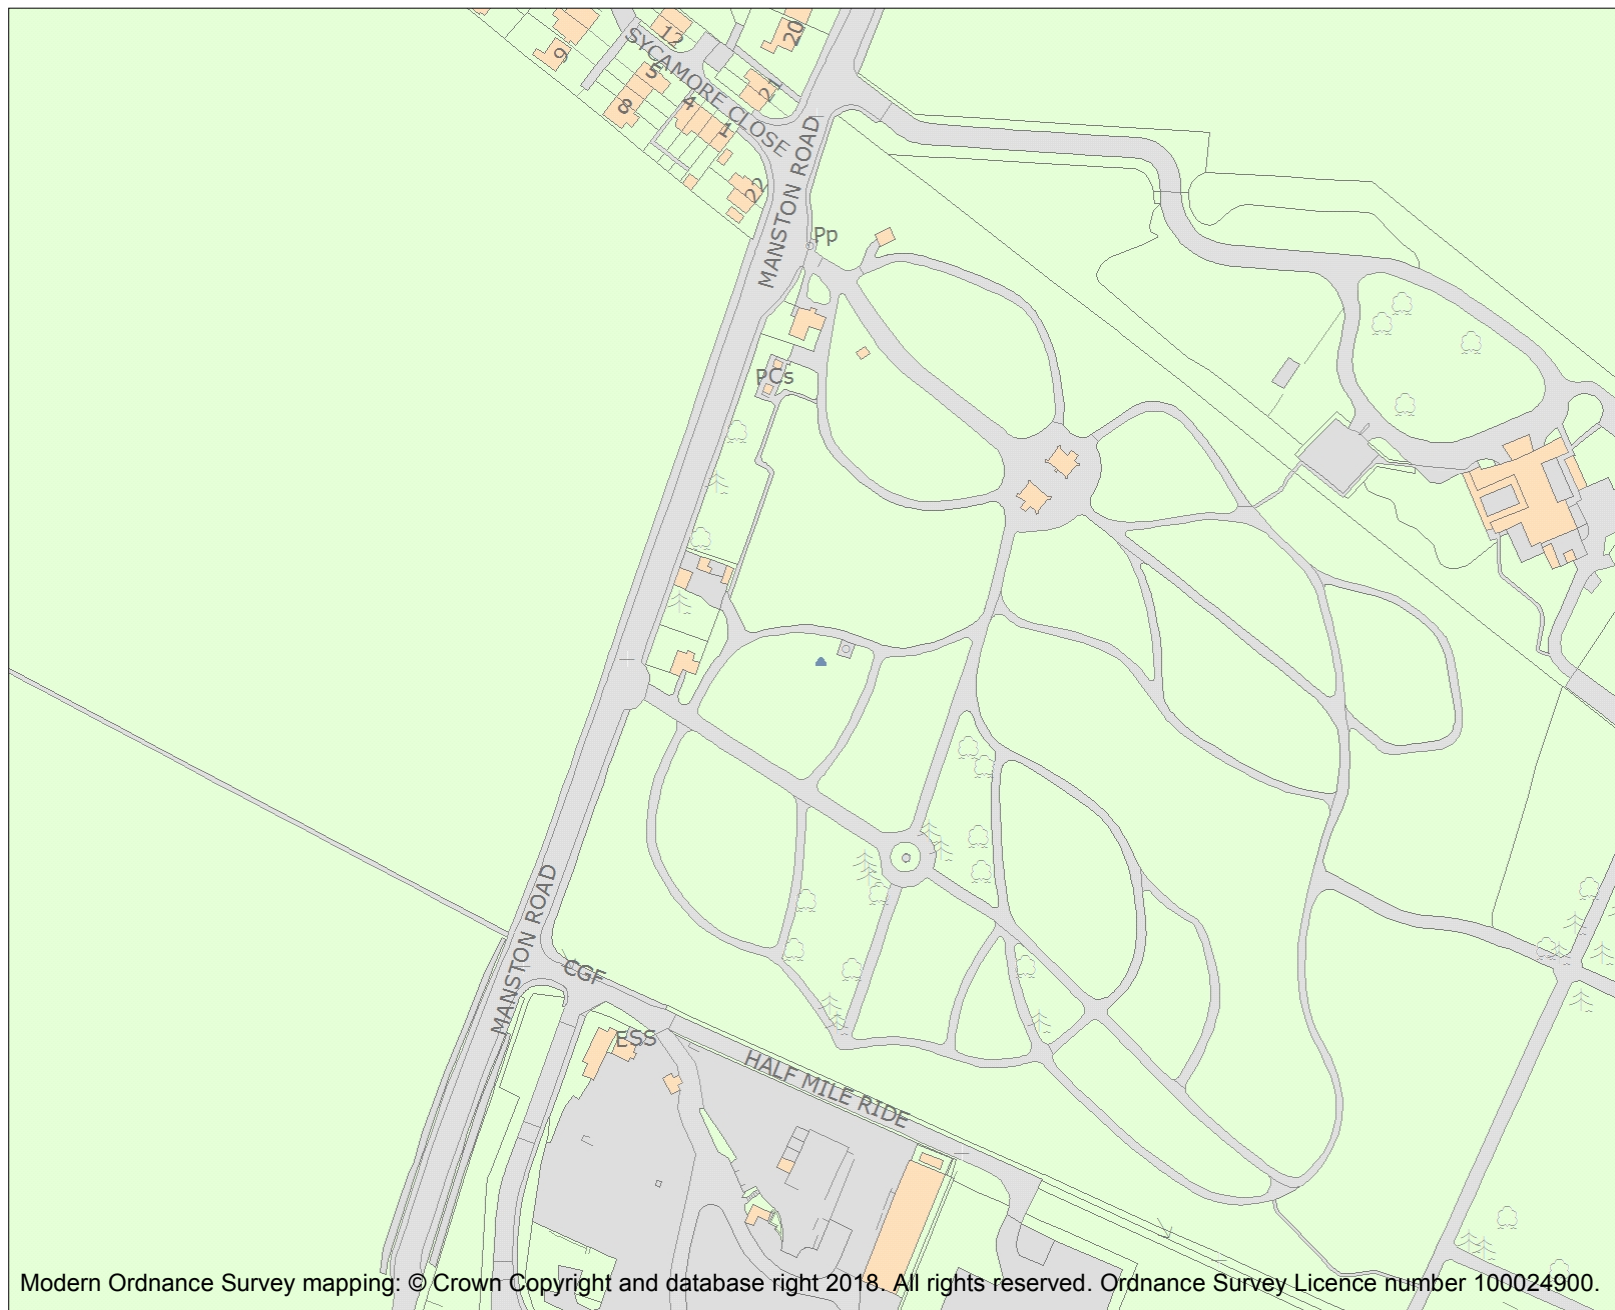 12
20
9
SYCAMORE CLOSE
5
21
8
4
1
MANSTON ROAD
22
Pp
PCs
MANSTON ROAD
CGF
ESS
HALF MILE RIDE
Modern Ordnance Survey mapping: © Crown Copyright and database right 2018. All rights reserved. Ordnance Survey Licence number 100024900.